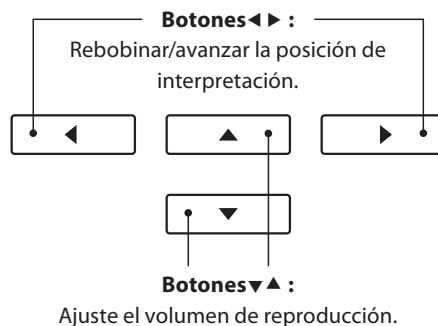 Botones◀ ▶ :
Rebobinar/avanzar la posición de
interpretación.
Botones▼▲ :
Ajuste el volumen de reproducción.